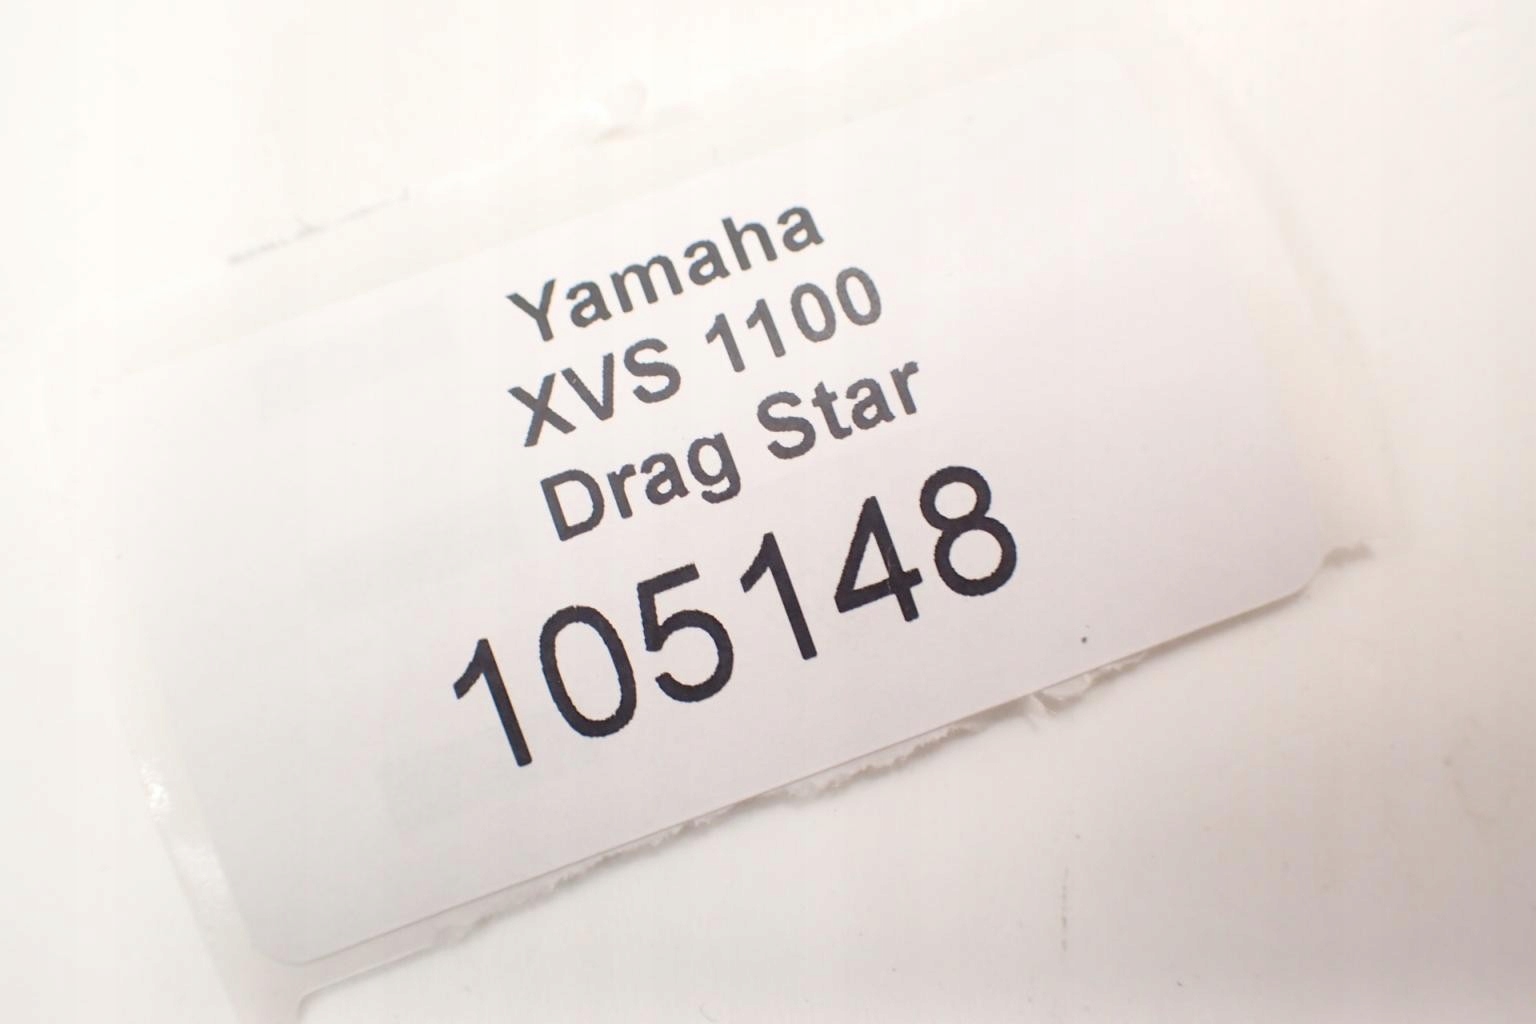 Yamaha
XVS 1100
Drag Star
105148